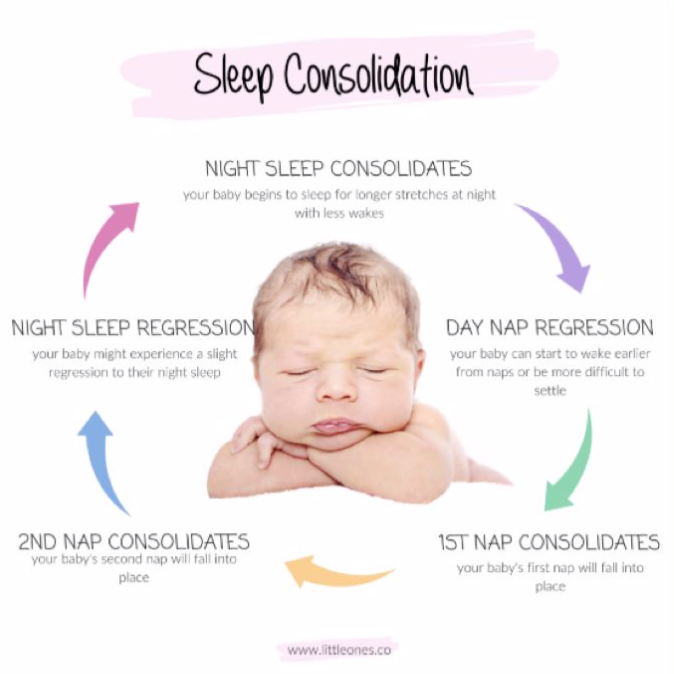 Sleep Consolidation
NIGHT SLEEP CONSOLIDATES
your baby begins to sleep for longer stretches at night
with less wakes
NIGHT SLEEP REGRESSION
your baby might experience a slight
regression to their night sleep
DAY NAP REGRESSION
your baby can start to wake earlier
from naps or be more difficult to
settle
2ND NAP CONSOLIDATES
your baby's second nap will fall into
place
1ST NAP CONSOLIDATES
your baby's first nap will fall into
place
www.littleones.co